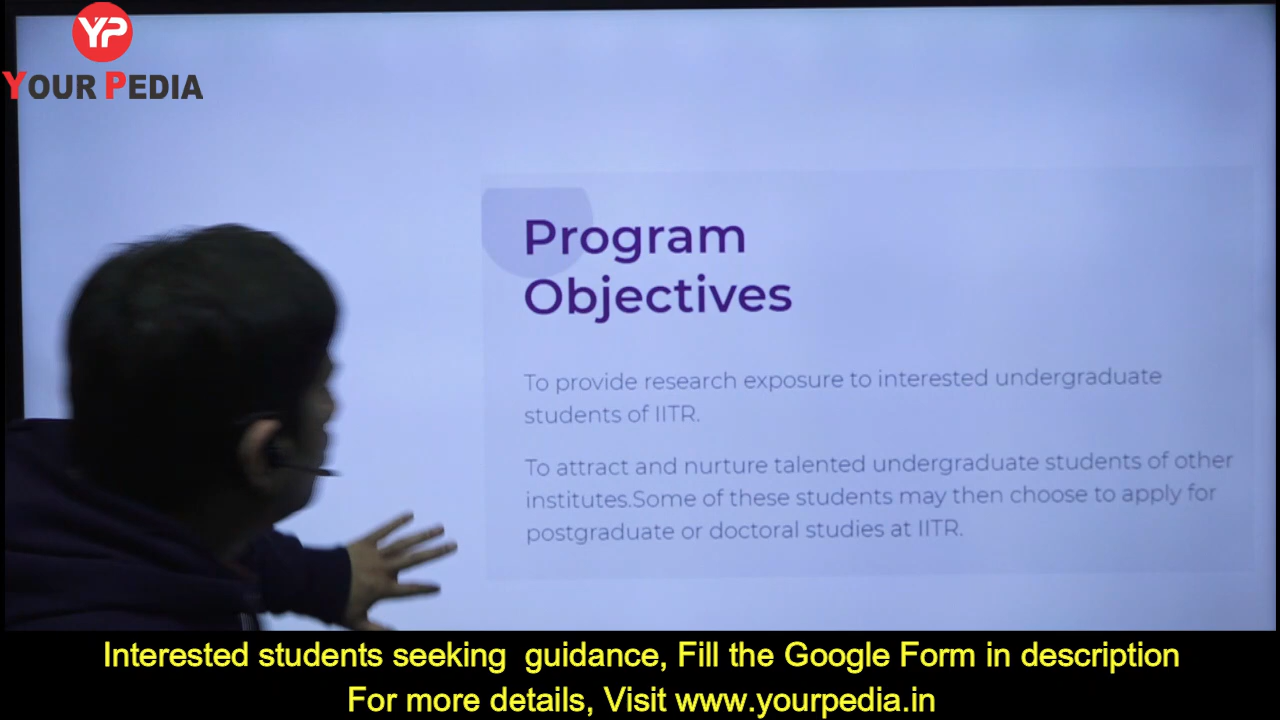 YP
YOUR PEDIA
Program
Objectives
To provide research exposure to interested undergraduate
students of IITR.
To attract and nurture talented undergraduate students of other
institutes.Some of these students may then choose to apply for
postgraduate or doctoral studies at IITR.
Interested students seeking guidance, Fill the Google Form in description
For more details, Visit www.yourpedia.in